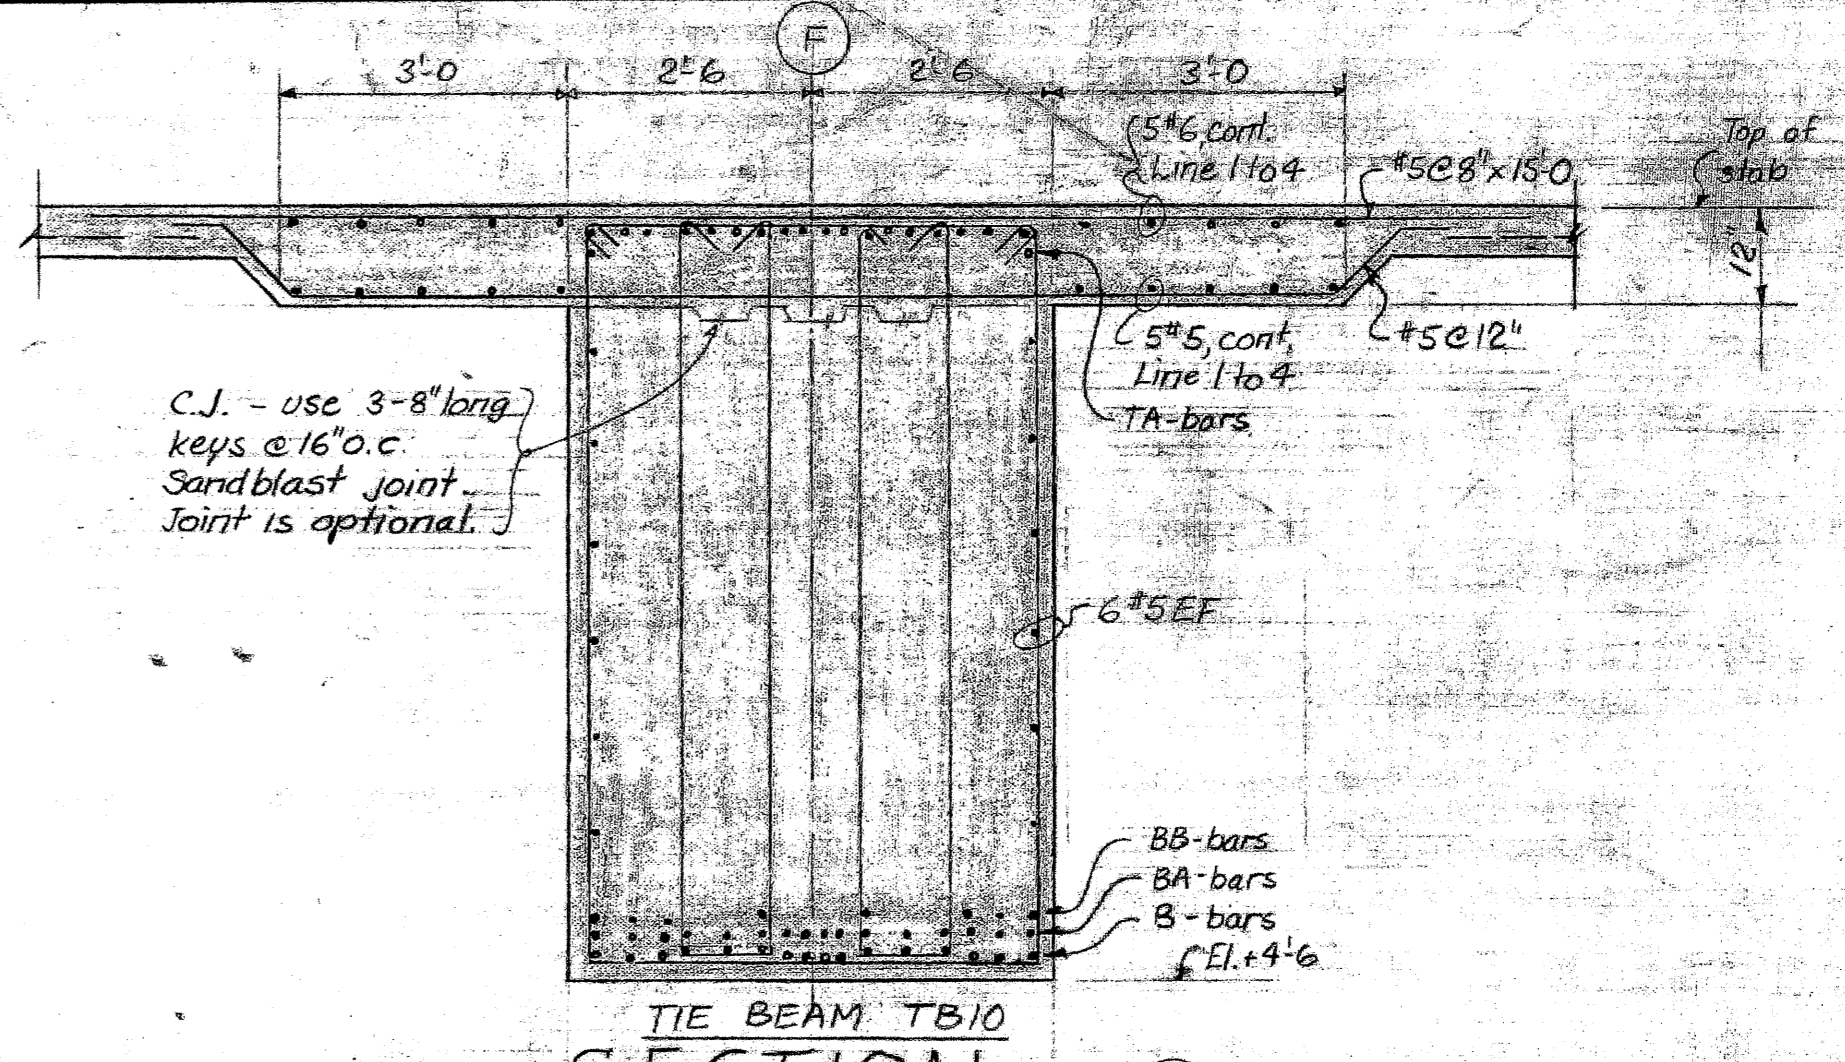 F
3'-0
2'-6
2'-6
3'-0
5#6, cont.
Line 1 to 4
#5@8"x15'-0
Top of
slab
12"
5#5, cont,
Line 1 to 4
#5@12"
TA-bars
C.J. - use 3-8"long
keys @ 16"O.C.
Sandblast joint.
Joint is optional.
6#5EF
BB-bars
BA-bars
B-bars
El.+4'-6
TIE BEAM TB10
SECTION